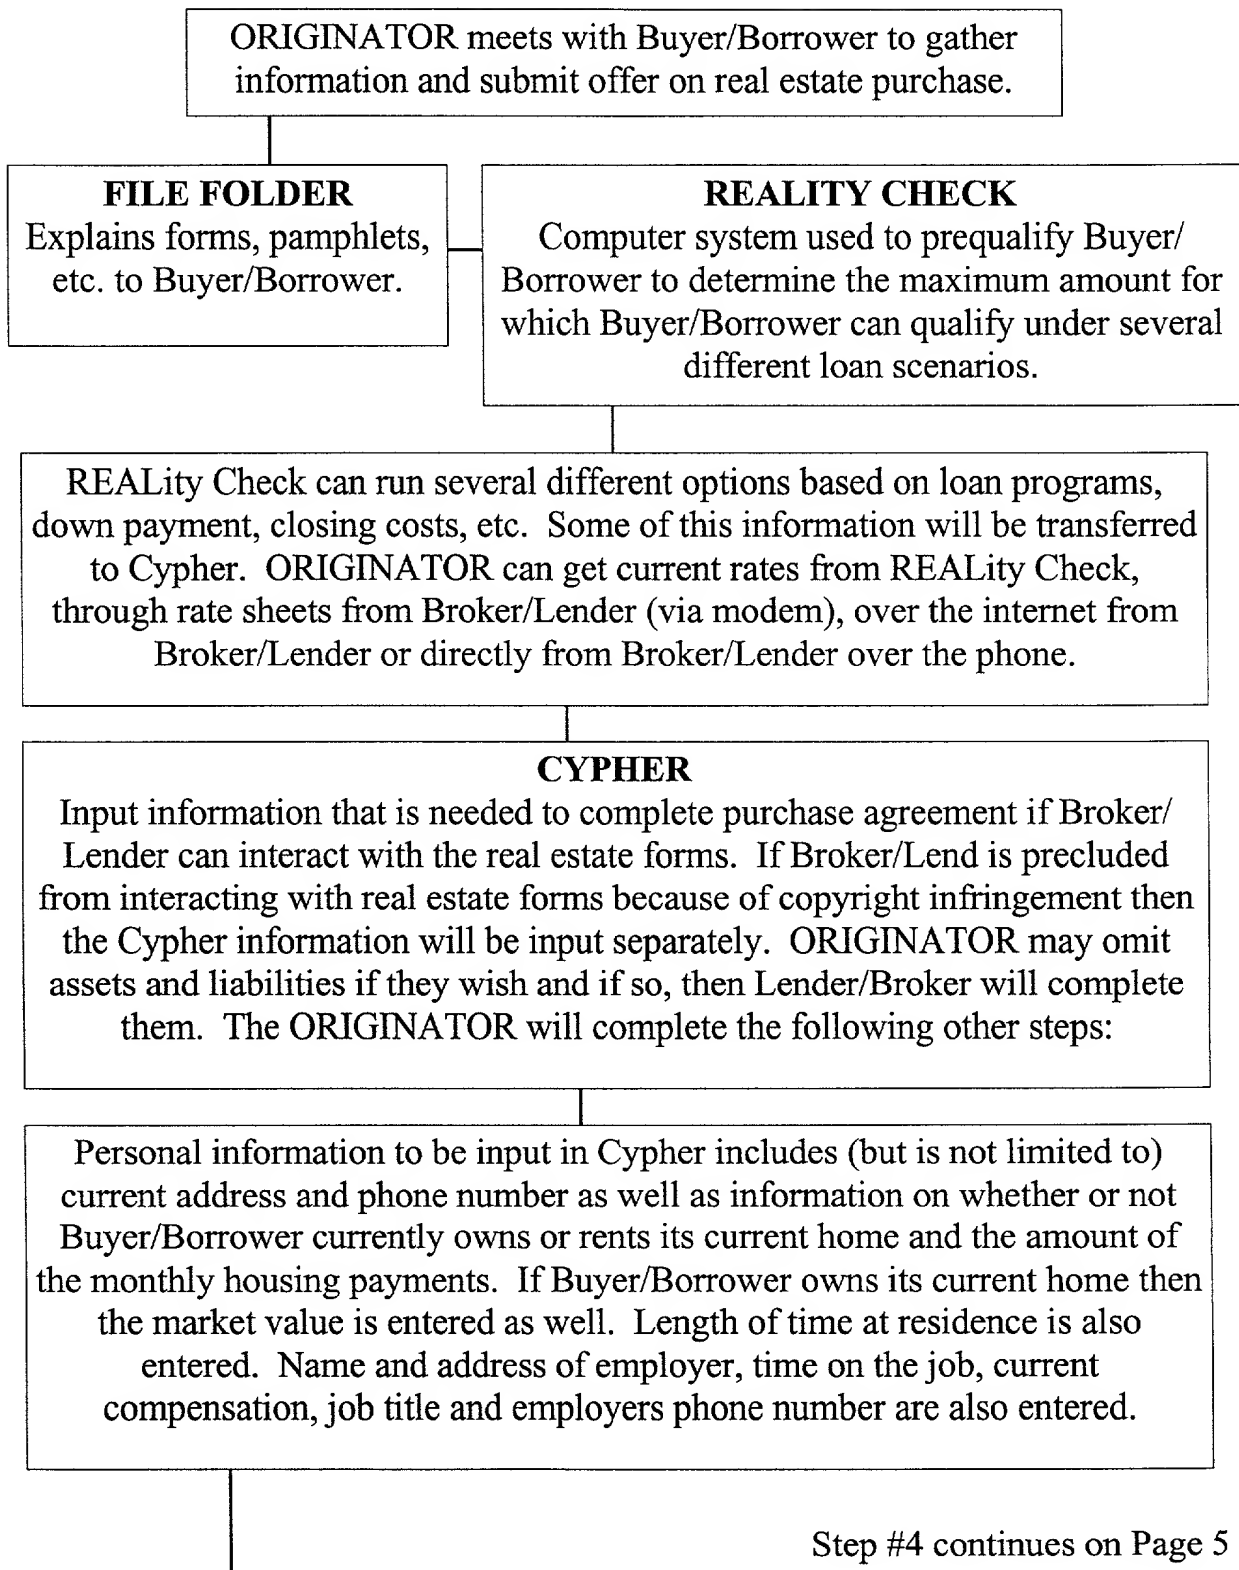 ORIGINATOR meets with Buyer/Borrower to gather
information and submit offer on real estate purchase.
FILE FOLDER
Explains forms, pamphlets,
etc. to Buyer/Borrower.
REALITY CHECK
Computer system used to prequalify Buyer/
Borrower to determine the maximum amount for
which Buyer/Borrower can qualify under several
different loan scenarios.
REALity Check can run several different options based on loan programs,
down payment, closing costs, etc.  Some of this information will be transferred
to Cypher.  ORIGINATOR can get current rates from REALity Check,
through rate sheets from Broker/Lender (via modem), over the internet from
Broker/Lender or directly from Broker/Lender over the phone.
CYPHER
Input information that is needed to complete purchase agreement if Broker/
Lender can interact with the real estate forms.  If Broker/Lend is precluded
from interacting with real estate forms because of copyright infringement then
the Cypher information will be input separately.  ORIGINATOR may omit
assets and liabilities if they wish and if so, then Lender/Broker will complete
them.  The ORIGINATOR will complete the following other steps:
Personal information to be input in Cypher includes (but is not limited to)
current address and phone number as well as information on whether or not
Buyer/Borrower currently owns or rents its current home and the amount of
the monthly housing payments.  If Buyer/Borrower owns its current home then
the market value is entered as well.  Length of time at residence is also
entered.  Name and address of employer, time on the job, current
compensation, job title and employers phone number are also entered.
Step #4 continues on Page 5